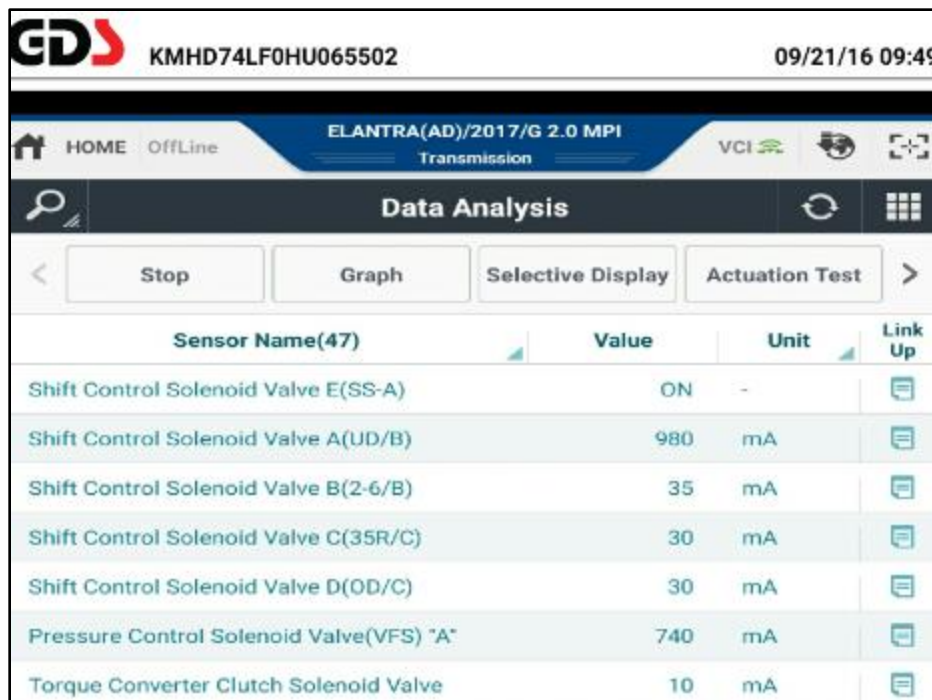 GDS KMHD74LF0HU065502 09/21/16 09:49
HOME OffLine ELANTRA(AD)/2017/G 2.0 MPI VCI
Transmission
Data Analysis
< Stop Graph Selective Display Actuation Test >
Sensor Name(47) Value Unit Link Up
Shift Control Solenoid Valve E(SS-A) ON -
Shift Control Solenoid Valve A(UD/B) 980 mA
Shift Control Solenoid Valve B(2-6/B) 35 mA
Shift Control Solenoid Valve C(35R/C) 30 mA
Shift Control Solenoid Valve D(OD/C) 30 mA
Pressure Control Solenoid Valve(VFS) "A" 740 mA
Torque Converter Clutch Solenoid Valve 10 mA